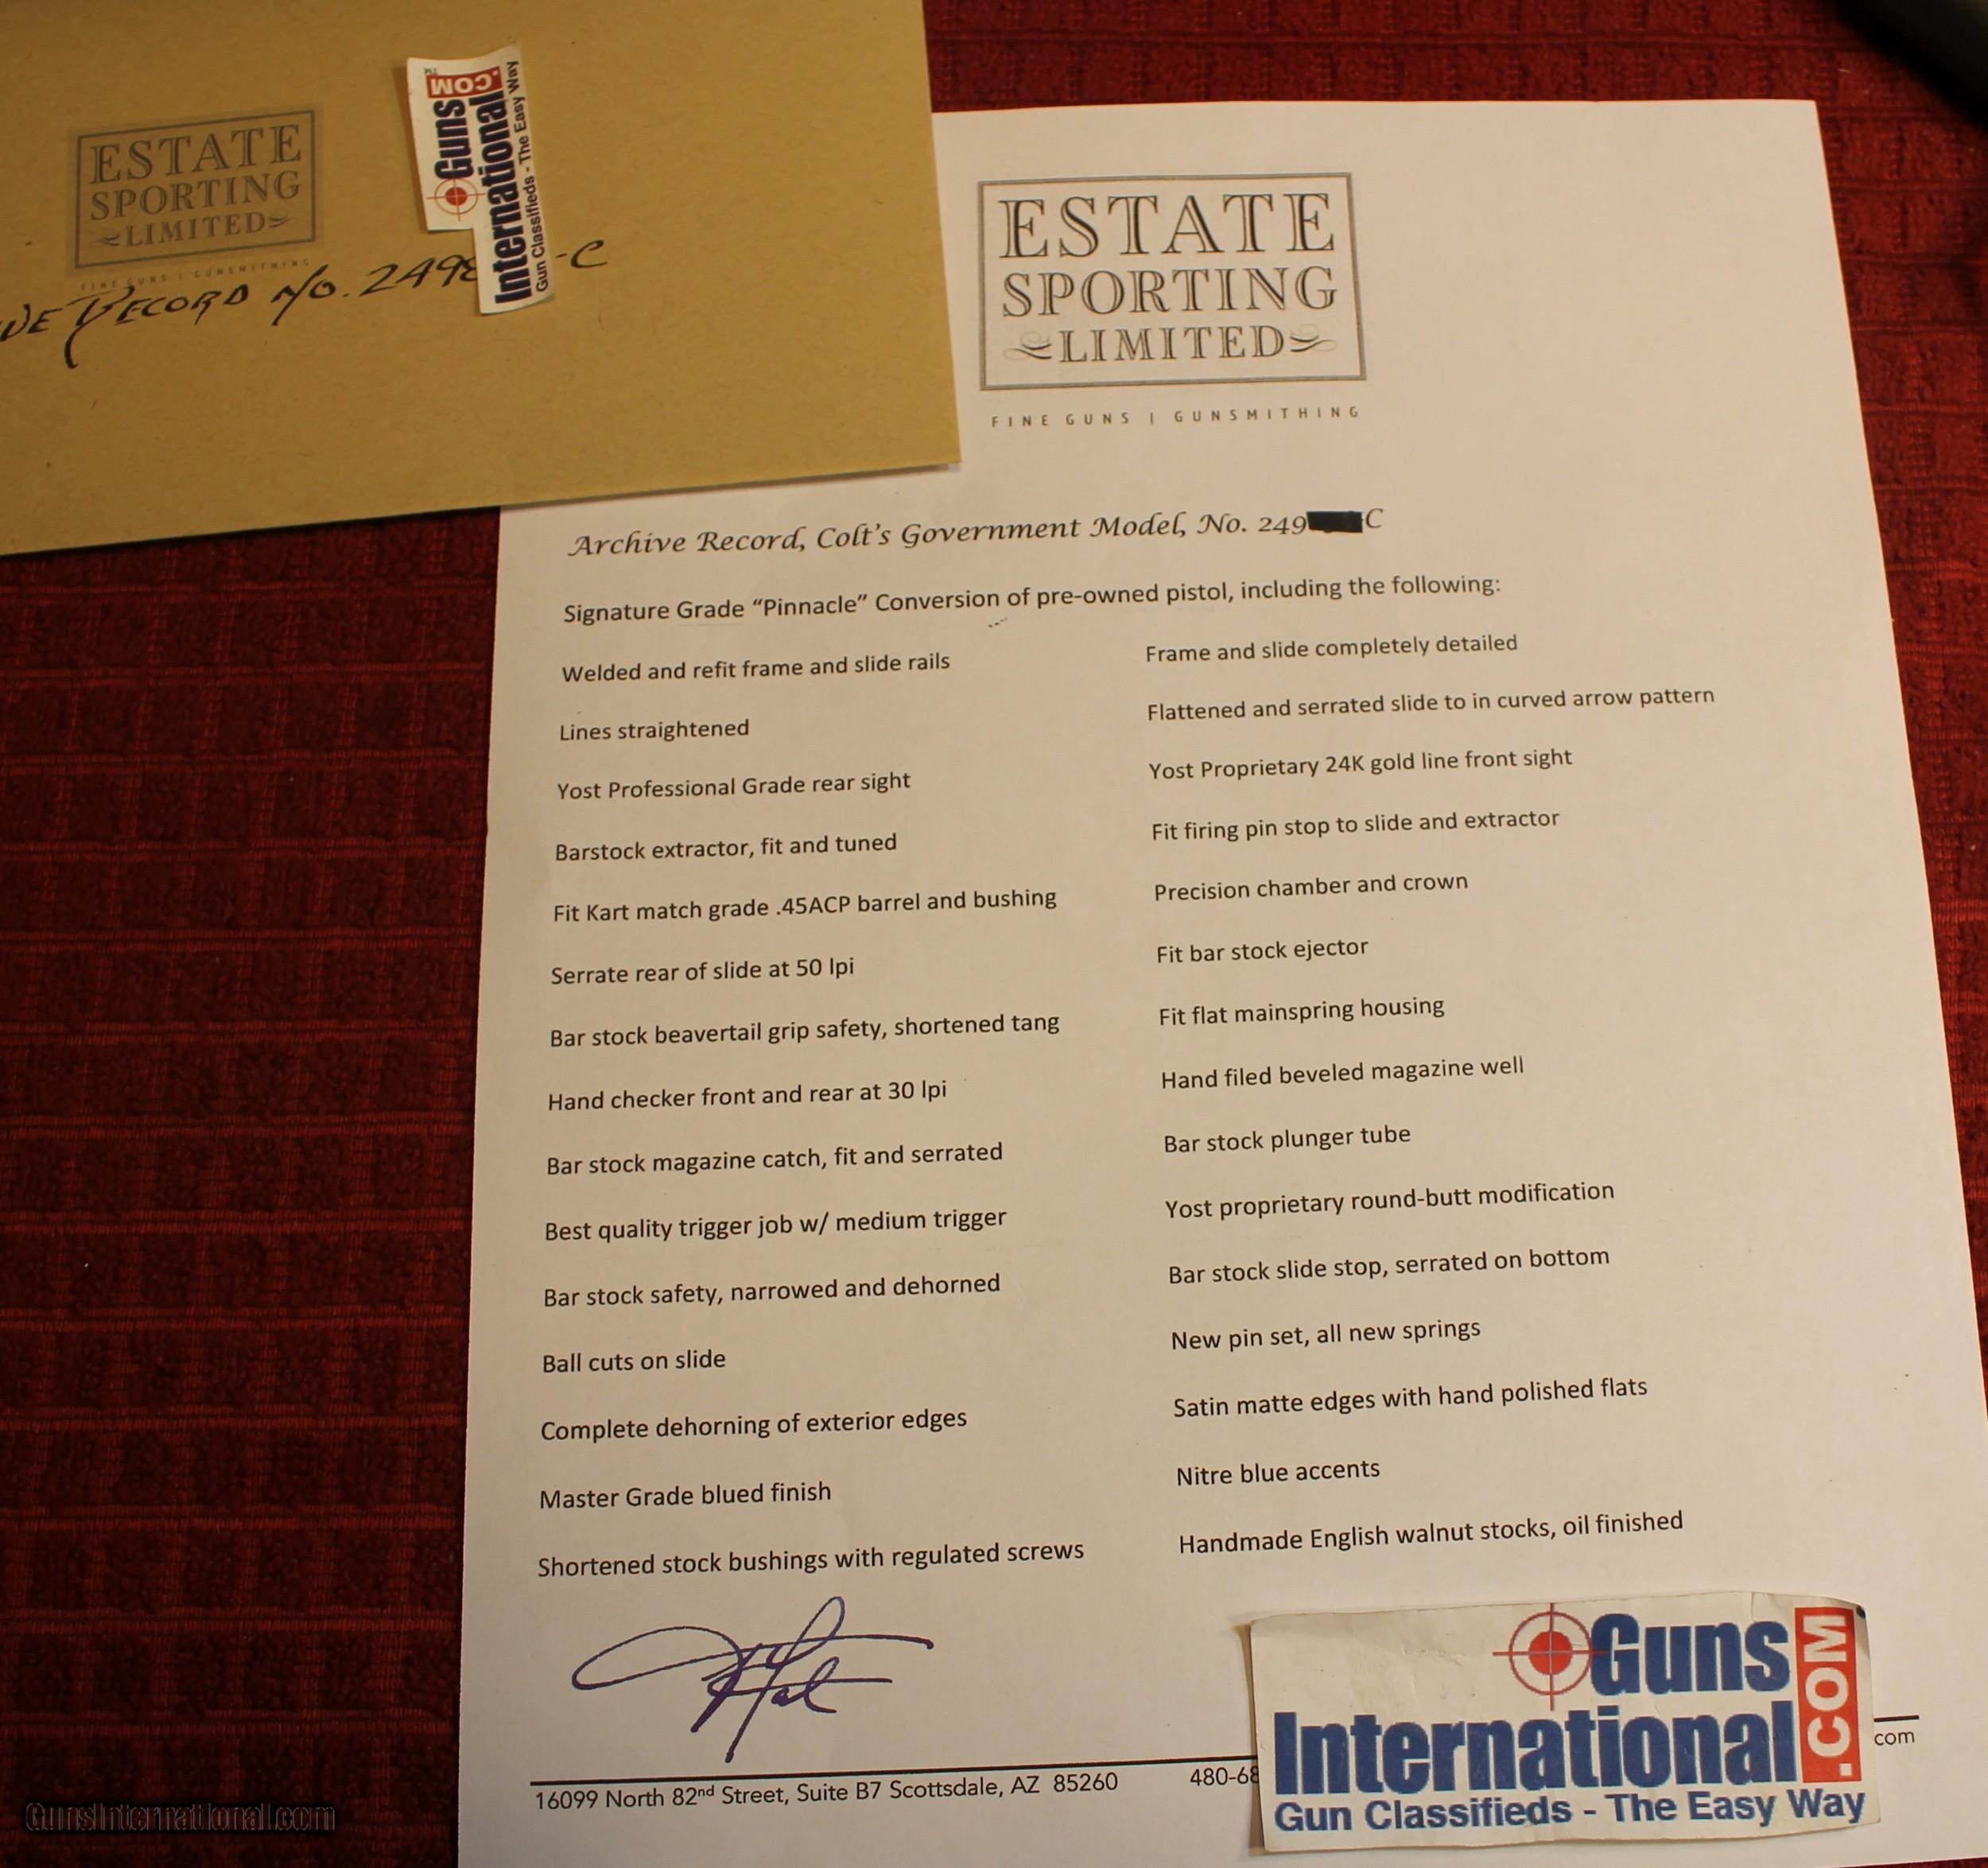 ESTATE
SPORTING
LIMITED
FINE GUNS | GUNSMITHING
RECORD No. 249 -C
Guns
.COM
International
Gun Classifieds - The Easy Way
ESTATE
SPORTING
LIMITED
FINE GUNS | GUNSMITHING
Archive Record, Colt's Government Model, No. 249 C
Signature Grade “Pinnacle” Conversion of pre-owned pistol, including the following:
Welded and refit frame and slide rails
Frame and slide completely detailed
Lines straightened
Flattened and serrated slide to in curved arrow pattern
Yost Professional Grade rear sight
Yost Proprietary 24K gold line front sight
Barstock extractor, fit and tuned
Fit firing pin stop to slide and extractor
Fit Kart match grade .45ACP barrel and bushing
Precision chamber and crown
Serrate rear of slide at 50 lpi
Fit bar stock ejector
Bar stock beavertail grip safety, shortened tang
Fit flat mainspring housing
Hand checker front and rear at 30 lpi
Hand filed beveled magazine well
Bar stock magazine catch, fit and serrated
Bar stock plunger tube
Best quality trigger job w/ medium trigger
Yost proprietary round-butt modification
Bar stock safety, narrowed and dehorned
Bar stock slide stop, serrated on bottom
Ball cuts on slide
New pin set, all new springs
Complete dehorning of exterior edges
Satin matte edges with hand polished flats
Master Grade blued finish
Nitre blue accents
Shortened stock bushings with regulated screws
Handmade English walnut stocks, oil finished
16099 North 82nd Street, Suite B7 Scottsdale, AZ 85260 480-68 com
Guns
.COM
International
Gun Classifieds - The Easy Way
GunsInternational.com